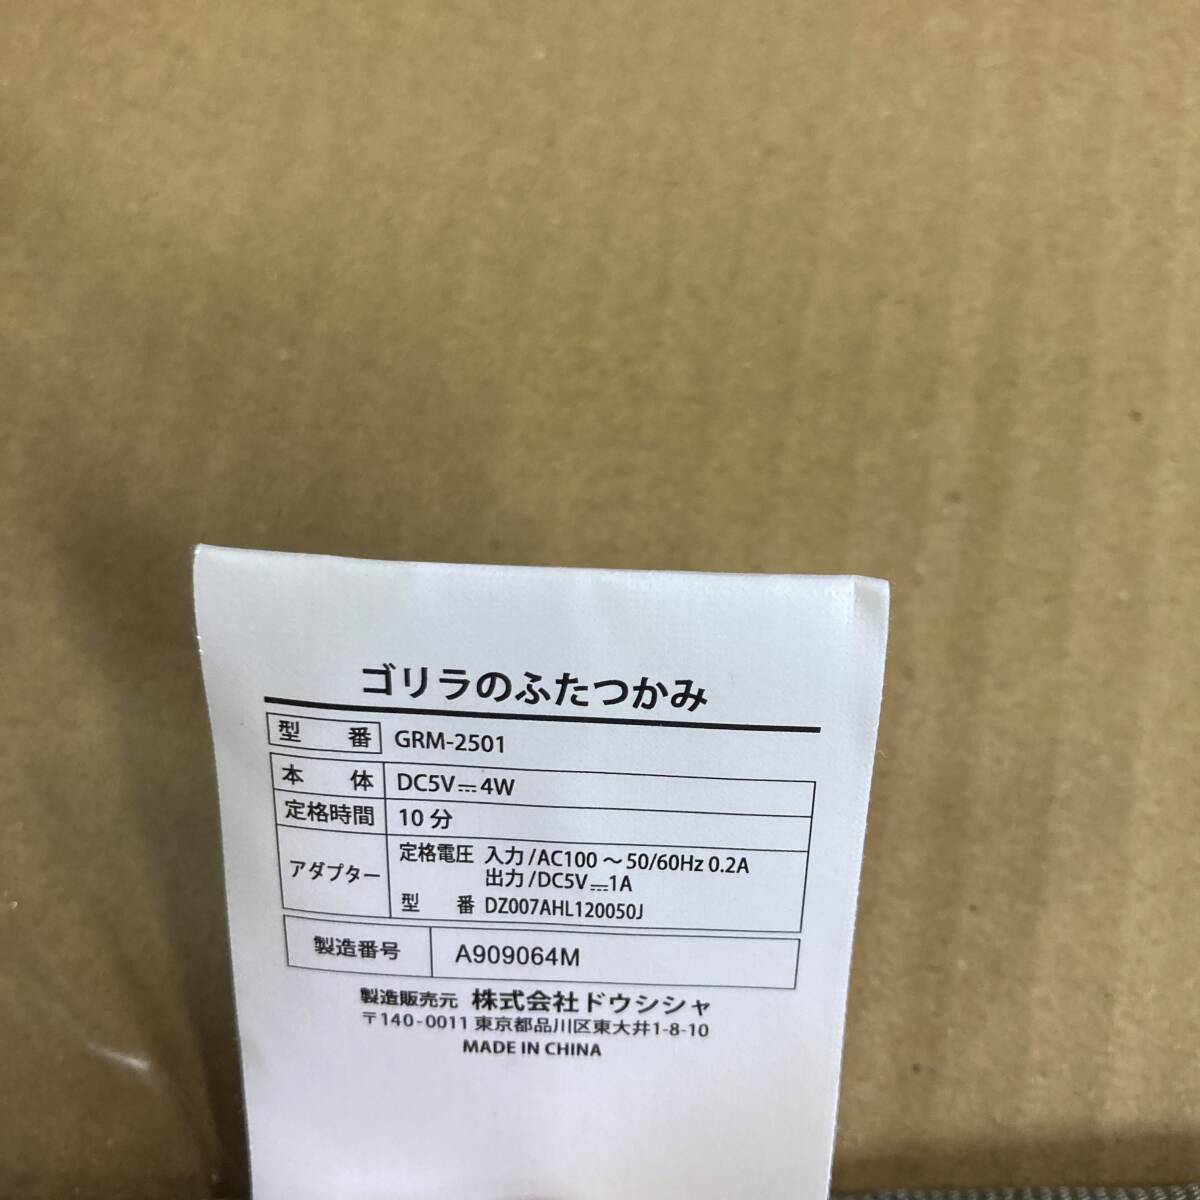 ゴリラのふたつかみ
型番 GRM-2501
本体 DC5V⎓4W
定格時間 10分
アダプター 定格電圧 入力/AC100～50/60Hz 0.2A
出力/DC5V⎓1A
型番 DZ007AHL120050J
製造番号 A909064M
製造販売元 株式会社ドウシシャ
〒140-0011 東京都品川区東大井1-8-10
MADE IN CHINA